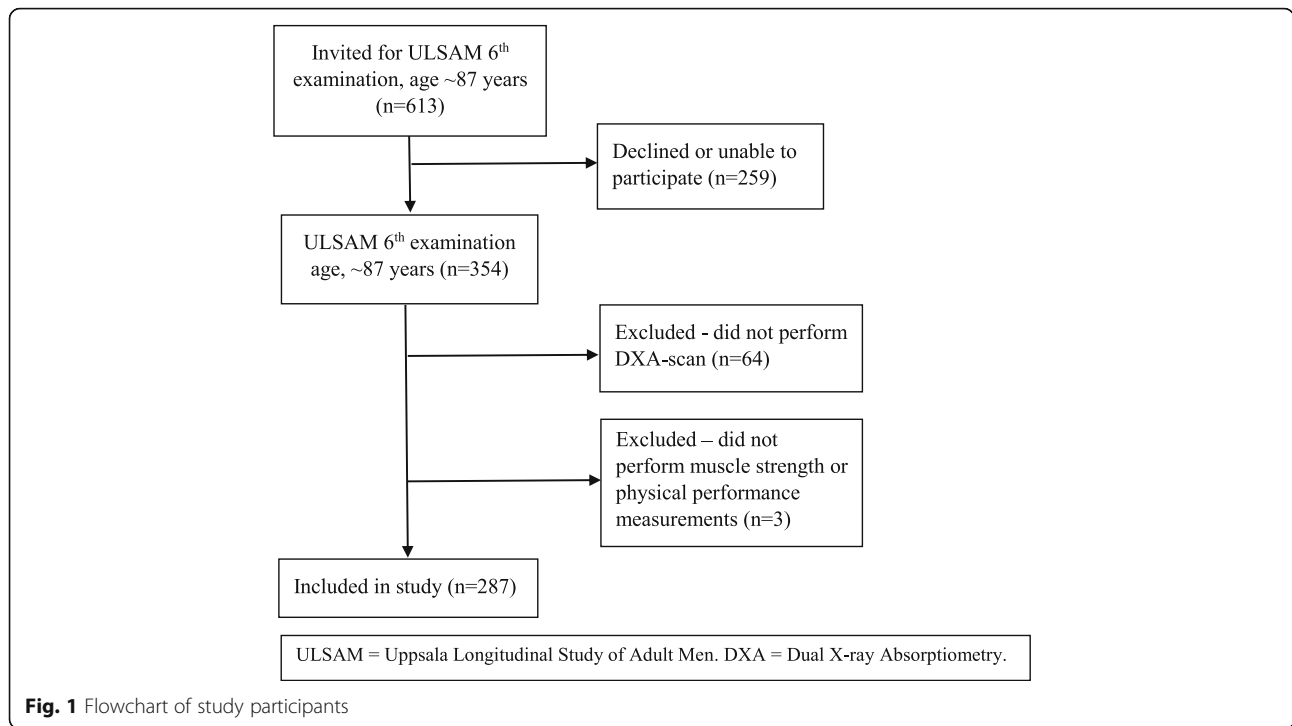 Invited for ULSAM 6th
examination, age ~87 years
(n=613)
Declined or unable to
participate (n=259)
ULSAM 6th examination
age, ~87 years (n=354)
Excluded - did not perform
DXA-scan (n=64)
Excluded – did not
perform muscle strength or
physical performance
measurements (n=3)
Included in study (n=287)
ULSAM = Uppsala Longitudinal Study of Adult Men. DXA = Dual X-ray Absorptiometry.
Fig. 1 Flowchart of study participants